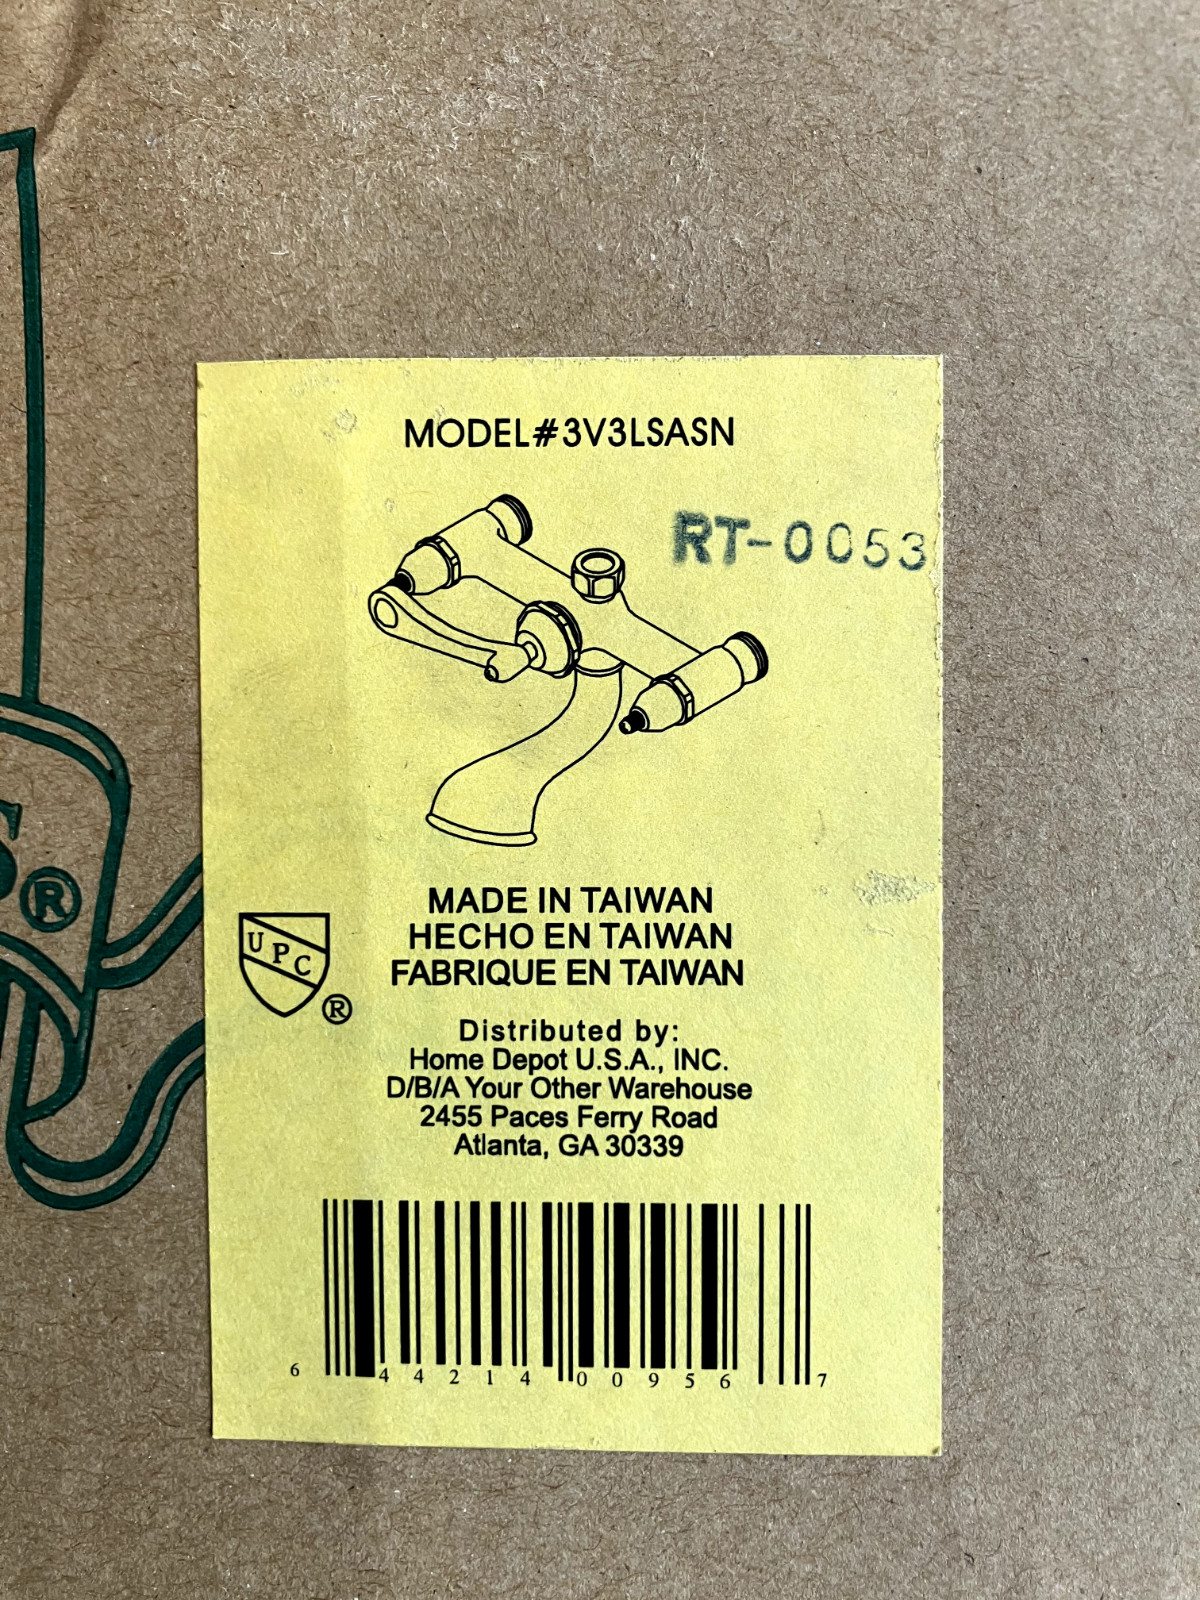 MODEL#3V3LSASN
RT-0053
MADE IN TAIWAN
HECHO EN TAIWAN
FABRIQUE EN TAIWAN
UPC
®
®
Distributed by:
Home Depot U.S.A., INC.
D/B/A Your Other Warehouse
2455 Paces Ferry Road
Atlanta, GA 30339
6 44214 00956 7